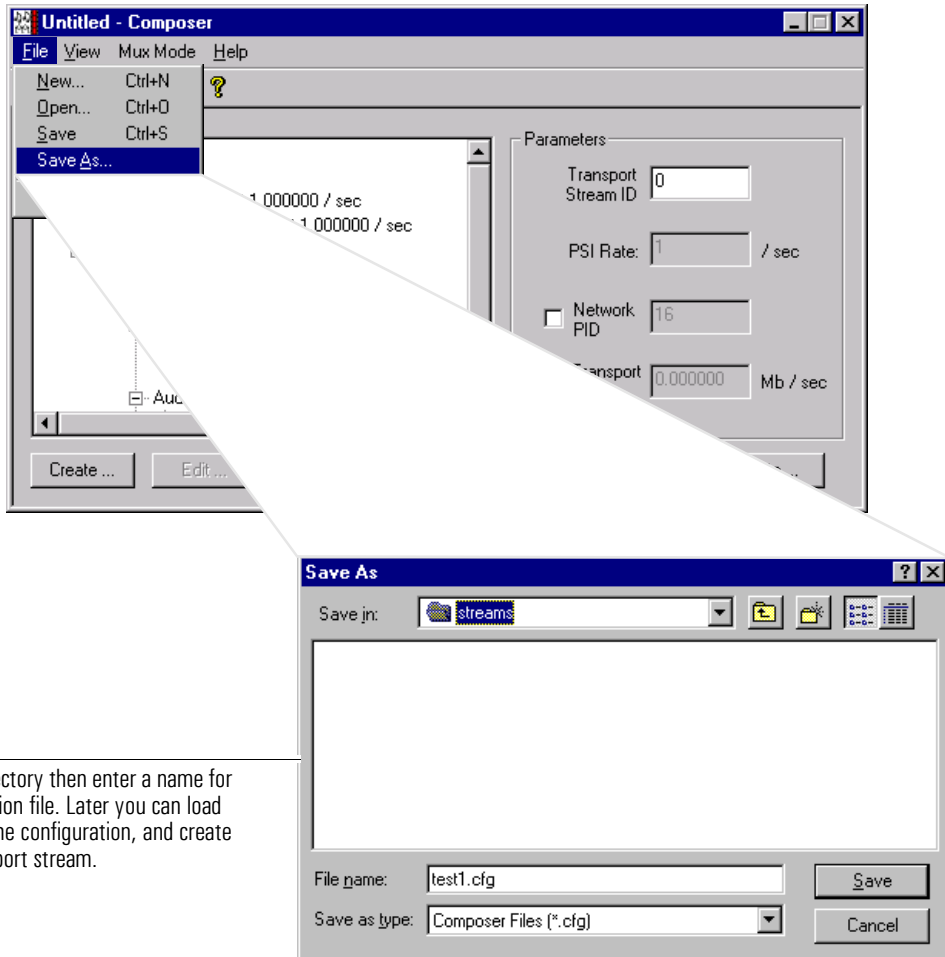 Untitled - Composer
File View Mux Mode Help
New... Ctrl+N
Open... Ctrl+O
Save Ctrl+S
Save As...
1.000000 / sec
1.000000 / sec
Parameters
Transport
Stream ID
0
PSI Rate: 1 / sec
Network
PID
16
0.000000 Mb / sec
Create ... Edit ...
Save As
Save in: streams
File name: test1.cfg Save
Save as type: Composer Files (*.cfg) Cancel
then enter a name for
file. Later you can load
configuration, and create
stream.